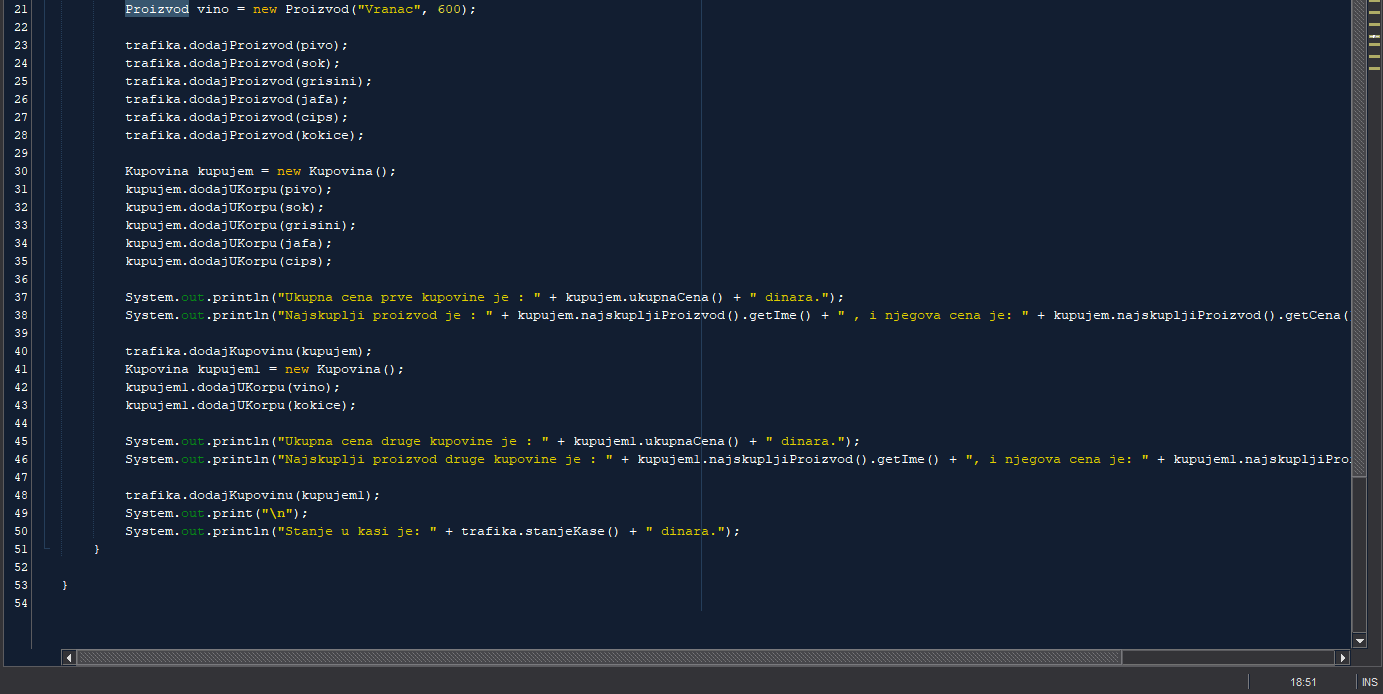 21 Proizvod vino = new Proizvod("Vranac", 600);
22
23 trafika.dodajProizvod(pivo);
24 trafika.dodajProizvod(sok);
25 trafika.dodajProizvod(grisini);
26 trafika.dodajProizvod(jafa);
27 trafika.dodajProizvod(cips);
28 trafika.dodajProizvod(kokice);
29
30 Kupovina kupujem = new Kupovina();
31 kupujem.dodajUKorpu(pivo);
32 kupujem.dodajUKorpu(sok);
33 kupujem.dodajUKorpu(grisini);
34 kupujem.dodajUKorpu(jafa);
35 kupujem.dodajUKorpu(cips);
36
37 System.out.println("Ukupna cena prve kupovine je : " + kupujem.ukupnaCena() + " dinara.");
38 System.out.println("Najskuplji proizvod je : " + kupujem.najskupljiProizvod().getIme() + " , i njegova cena je: " + kupujem.najskupljiProizvod().getCena(
39
40 trafika.dodajKupovinu(kupujem);
41 Kupovina kupujem1 = new Kupovina();
42 kupujem1.dodajUKorpu(vino);
43 kupujem1.dodajUKorpu(kokice);
44
45 System.out.println("Ukupna cena druge kupovine je : " + kupujem1.ukupnaCena() + " dinara.");
46 System.out.println("Najskuplji proizvod druge kupovine je : " + kupujem1.najskupljiProizvod().getIme() + ", i njegova cena je: " + kupujem1.najskupljiPro
47
48 trafika.dodajKupovinu(kupujem1);
49 System.out.print("\n");
50 System.out.println("Stanje u kasi je: " + trafika.stanjeKase() + " dinara.");
51 }
52
53 }
54
18:51 INS